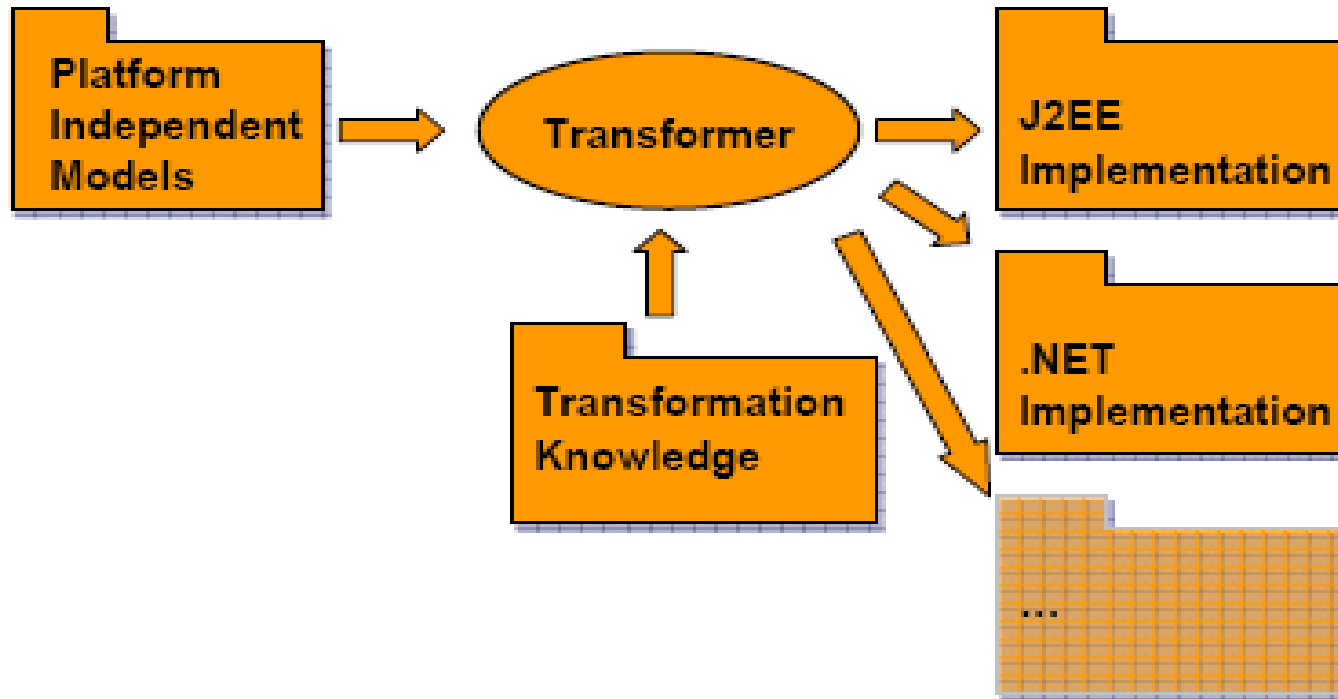 Platform
Independent
Models
Transformer
J2EE
Implementation
.NET
Implementation
Transformation
Knowledge
...